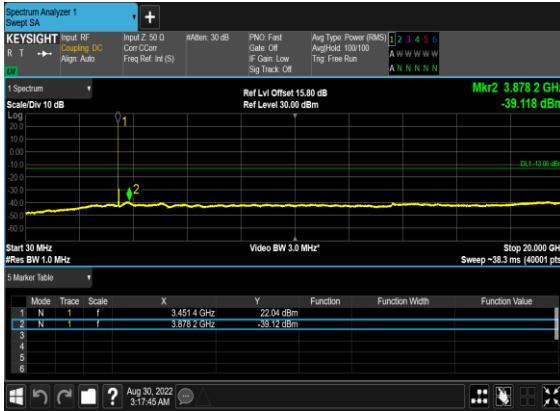 Spectrum Analyzer 1
Swept SA
+
KEYSIGHT Input: RF Input Z: 50 Ω #Atten: 30 dB PNO: Fast Avg Type: Power (RMS) 1 2 3 4 5 6
R T Coupling: DC Corr CCorr Gate: Off Avg|Hold: 100/100 A W W W W W
Align: Auto Freq Ref: Int (S) IF Gain: Low Trig: Free Run
Sig Track: Off A N N N N N
1 Spectrum Ref Lvl Offset 15.80 dB Mkr2 3.878 2 GHz
Scale/Div 10 dB Ref Level 30.00 dBm -39.118 dBm
Log
20.0 1
10.0
0.00
-10.0 DL1 -13.00 dBm
-20.0
-30.0 2
-40.0
-50.0
-60.0
Start 30 MHz Video BW 3.0 MHz* Stop 20.000 GHz
#Res BW 1.0 MHz Sweep ~38.3 ms (40001 pts)
5 Marker Table
Mode Trace Scale X Y Function Function Width Function Value
1 N 1 f 3.451 4 GHz 22.04 dBm
2 N 1 f 3.878 2 GHz -39.12 dBm
3
4
5
6
? Aug 30, 2022
3:17:45 AM